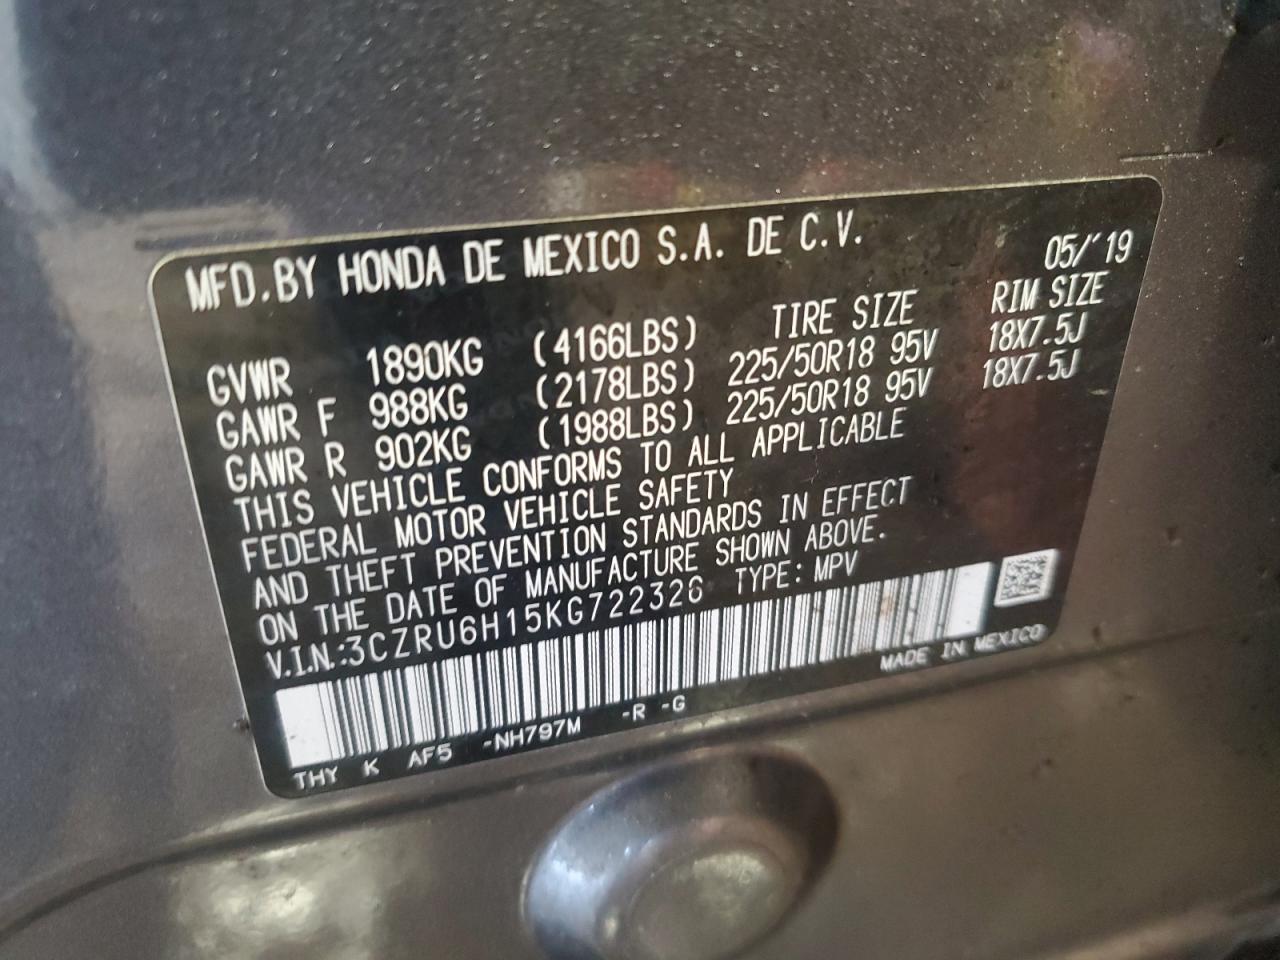 MFD. BY HONDA DE MEXICO S.A. DE C.V.
05/'19
TIRE SIZE RIM SIZE
GVWR 1890KG (4166LBS)
GAWR F 988KG (2178LBS) 225/50R18 95V 18X7.5J
GAWR R 902KG (1988LBS) 225/50R18 95V 18X7.5J
THIS VEHICLE CONFORMS TO ALL APPLICABLE
FEDERAL MOTOR VEHICLE SAFETY
AND THEFT PREVENTION STANDARDS IN EFFECT
ON THE DATE OF MANUFACTURE SHOWN ABOVE.
V.I.N.:3CZRU6H15KG722326 TYPE: MPV
MADE IN MEXICO
THY K AF5 -NH797M -R -G